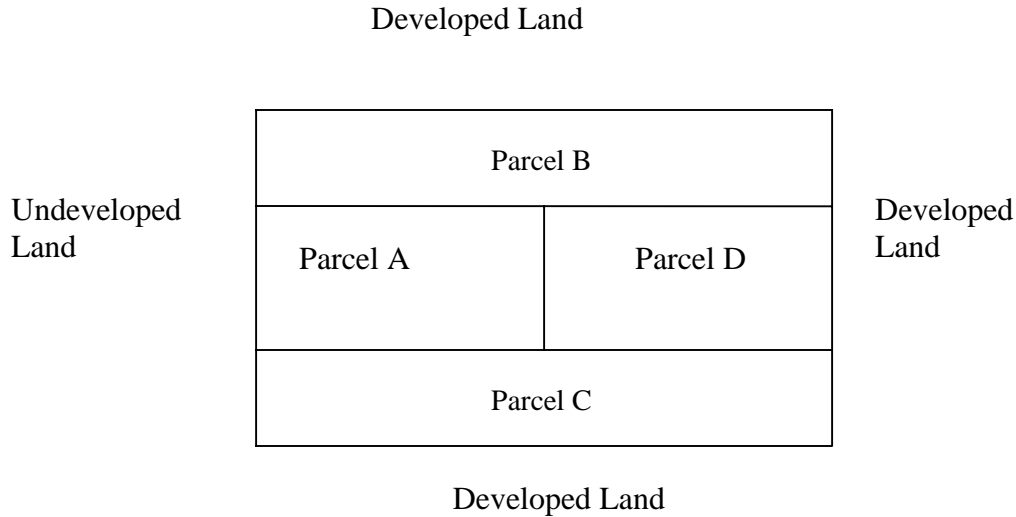 Developed Land
Parcel B
Undeveloped
Land
Developed
Land
Parcel A
Parcel D
Parcel C
Developed Land